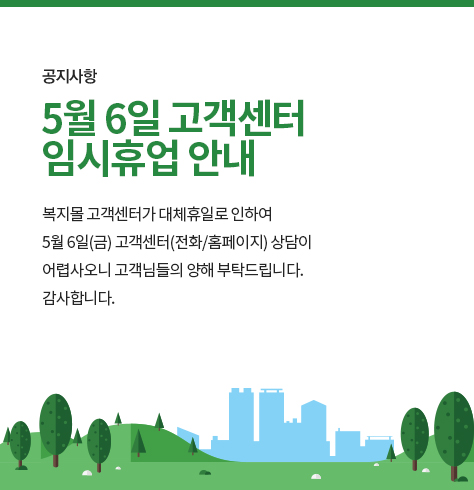 공지사항
5월 6일 고객센터
임시휴업 안내
복지몰 고객센터가 대체휴일로 인하여
5월 6일(금) 고객센터(전화/홈페이지) 상담이
어렵사오니 고객님들의 양해 부탁드립니다.
감사합니다.